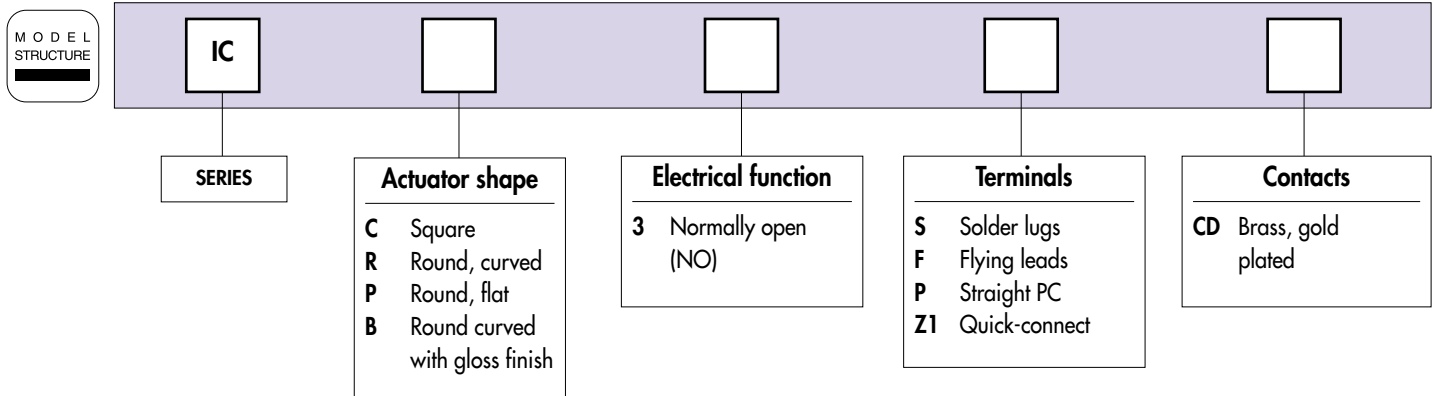 MODEL
STRUCTURE
IC
SERIES
Actuator shape
C Square
R Round, curved
P Round, flat
B Round curved
with gloss finish
Electrical function
3 Normally open
(NO)
Terminals
S Solder lugs
F Flying leads
P Straight PC
Z1 Quick-connect
Contacts
CD Brass, gold
plated